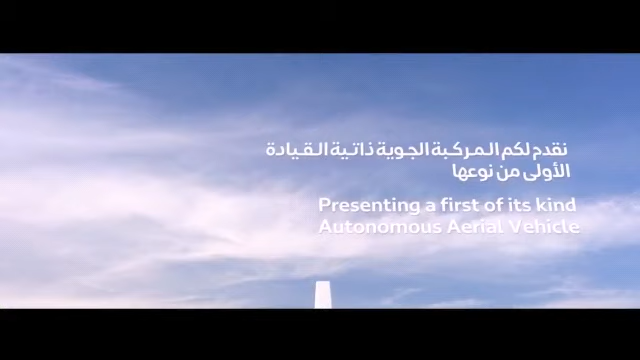 نقدم لكم المركبة الجوية ذاتية القيادة
الأولى من نوعها
Presenting a first of its kind
Autonomous Aerial Vehicle